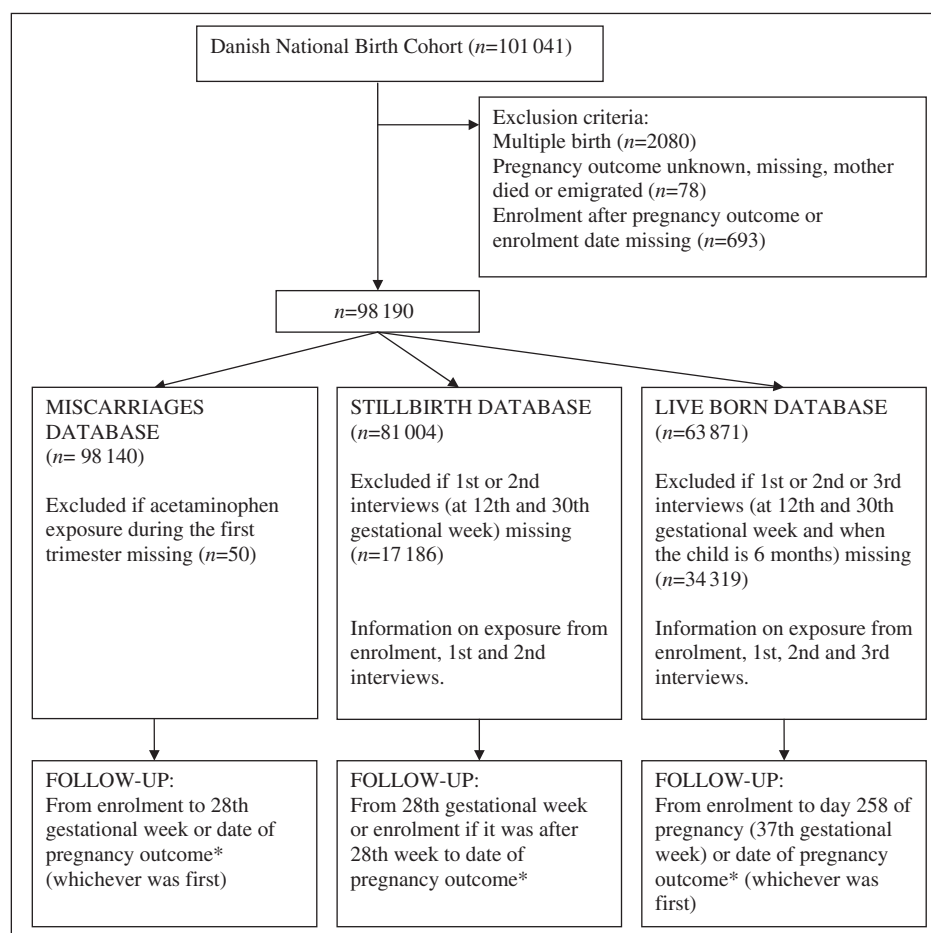 Danish National Birth Cohort (n=101 041)
Exclusion criteria:
Multiple birth (n=2080)
Pregnancy outcome unknown, missing, mother
died or emigrated (n=78)
Enrolment after pregnancy outcome or
enrolment date missing (n=693)
n=98 190
MISCARRIAGES
DATABASE
(n= 98 140)
Excluded if acetaminophen
exposure during the first
trimester missing (n=50)
STILLBIRTH DATABASE
(n=81 004)
Excluded if 1st or 2nd
interviews (at 12th and 30th
gestational week) missing
(n=17 186)
Information on exposure from
enrolment, 1st and 2nd
interviews.
LIVE BORN DATABASE
(n=63 871)
Excluded if 1st or 2nd or 3rd
interviews (at 12th and 30th
gestational week and when
the child is 6 months) missing
(n=34 319)
Information on exposure from
enrolment, 1st, 2nd and 3rd
interviews.
FOLLOW-UP:
From enrolment to 28th
gestational week or date of
pregnancy outcome*
(whichever was first)
FOLLOW-UP:
From 28th gestational week
or enrolment if it was after
28th week to date of
pregnancy outcome*
FOLLOW-UP:
From enrolment to day 258 of
pregnancy (37th gestational
week) or date of pregnancy
outcome* (whichever was
first)